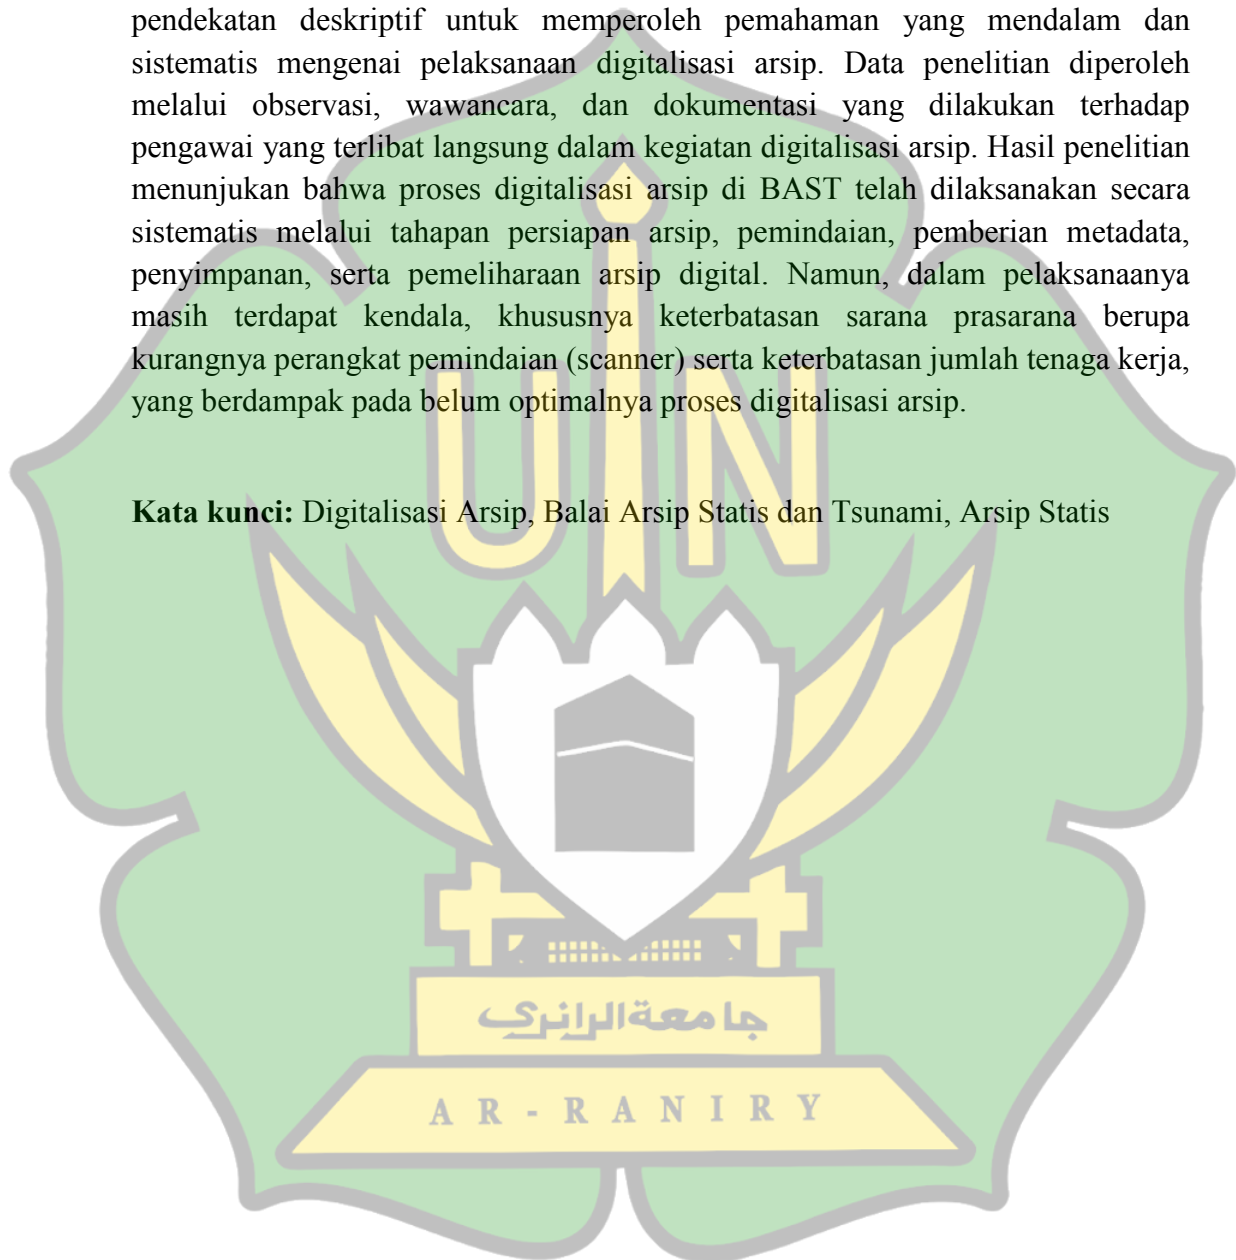 pendekatan deskriptif untuk memperoleh pemahaman yang mendalam dan
sistematis mengenai pelaksanaan digitalisasi arsip. Data penelitian diperoleh
melalui observasi, wawancara, dan dokumentasi yang dilakukan terhadap
pengawai yang terlibat langsung dalam kegiatan digitalisasi arsip. Hasil penelitian
menunjukan bahwa proses digitalisasi arsip di BAST telah dilaksanakan secara
sistematis melalui tahapan persiapan arsip, pemindaian, pemberian metadata,
penyimpanan, serta pemeliharaan arsip digital. Namun, dalam pelaksanaanya
masih terdapat kendala, khususnya keterbatasan sarana prasarana berupa
kurangnya perangkat pemindaian (scanner) serta keterbatasan jumlah tenaga kerja,
yang berdampak pada belum optimalnya proses digitalisasi arsip.
Kata kunci: Digitalisasi Arsip, Balai Arsip Statis dan Tsunami, Arsip Statis
UIN
جامعةالرانري
AR-RANIRY